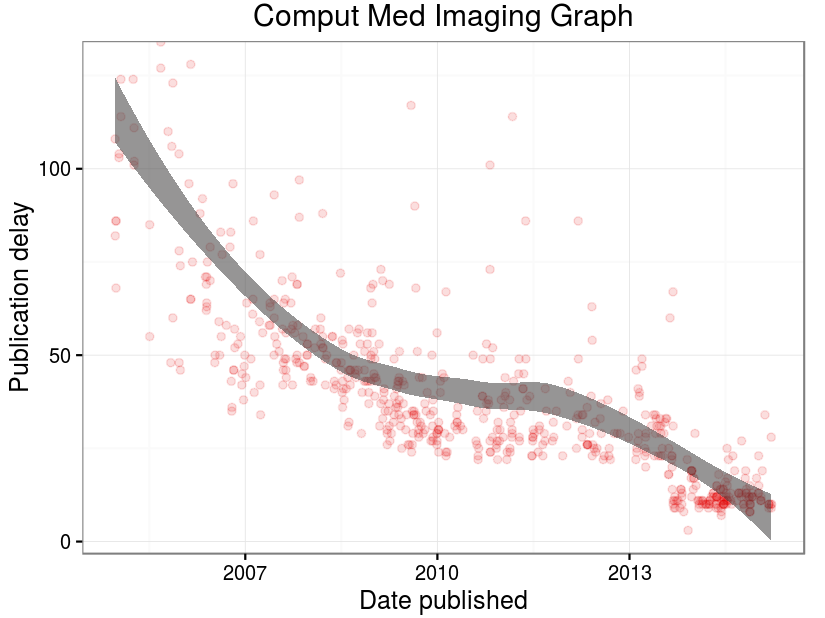 Comput Med Imaging Graph
Publication delay
100
50
0
2007 2010 2013
Date published